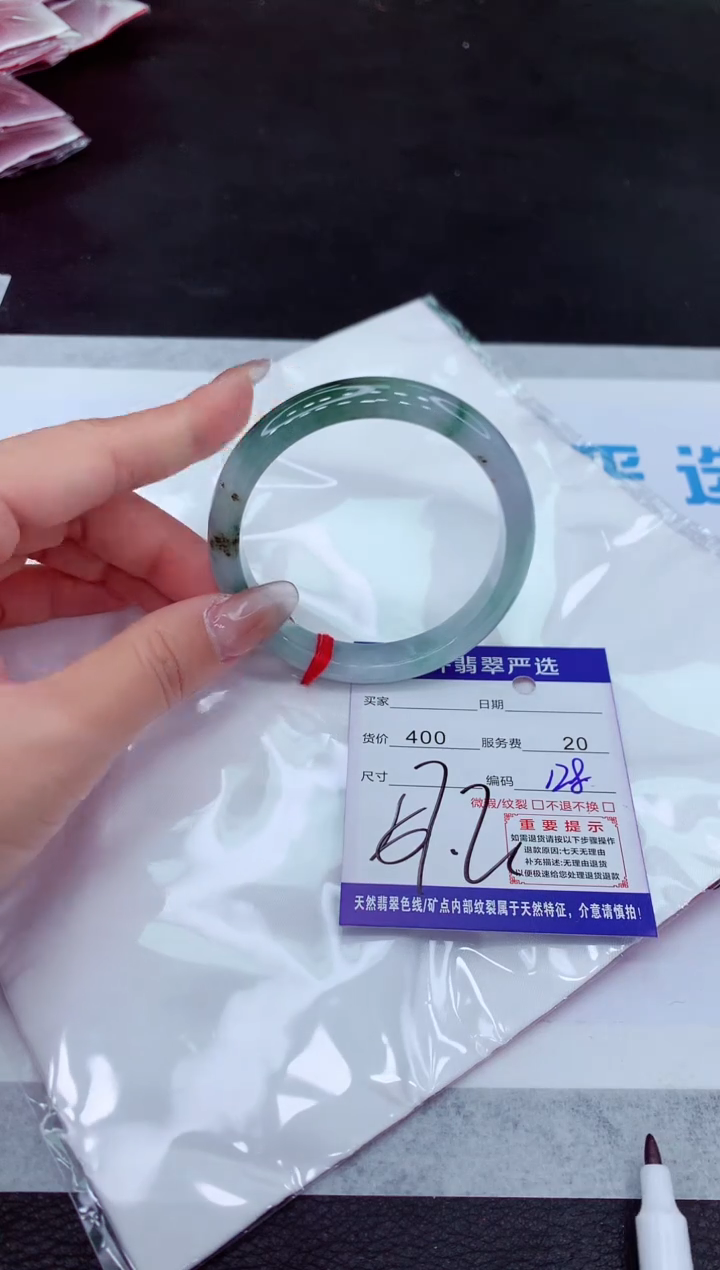 严选
翡翠严选
买家 日期
货价 400 服务费 20
尺寸 编码 128
微瑕/纹裂 □不退不换 □
57.2
重要提示
如需退货请按以下步骤操作
退款原因:七天无理由
补充描述:无理由退货
以便极速给您处理退货退款
天然翡翠色线/矿点内部纹裂属于天然特征，介意请慎拍!